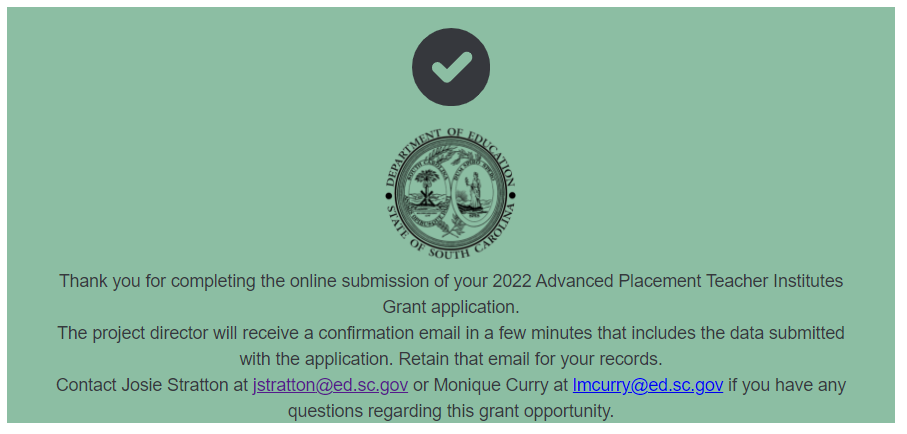 DEPARTMENT OF EDUCATION
STATE OF SOUTH CAROLINA
Thank you for completing the online submission of your 2022 Advanced Placement Teacher Institutes
Grant application.
The project director will receive a confirmation email in a few minutes that includes the data submitted
with the application. Retain that email for your records.
Contact Josie Stratton at jstratton@ed.sc.gov or Monique Curry at lmcurry@ed.sc.gov if you have any
questions regarding this grant opportunity.